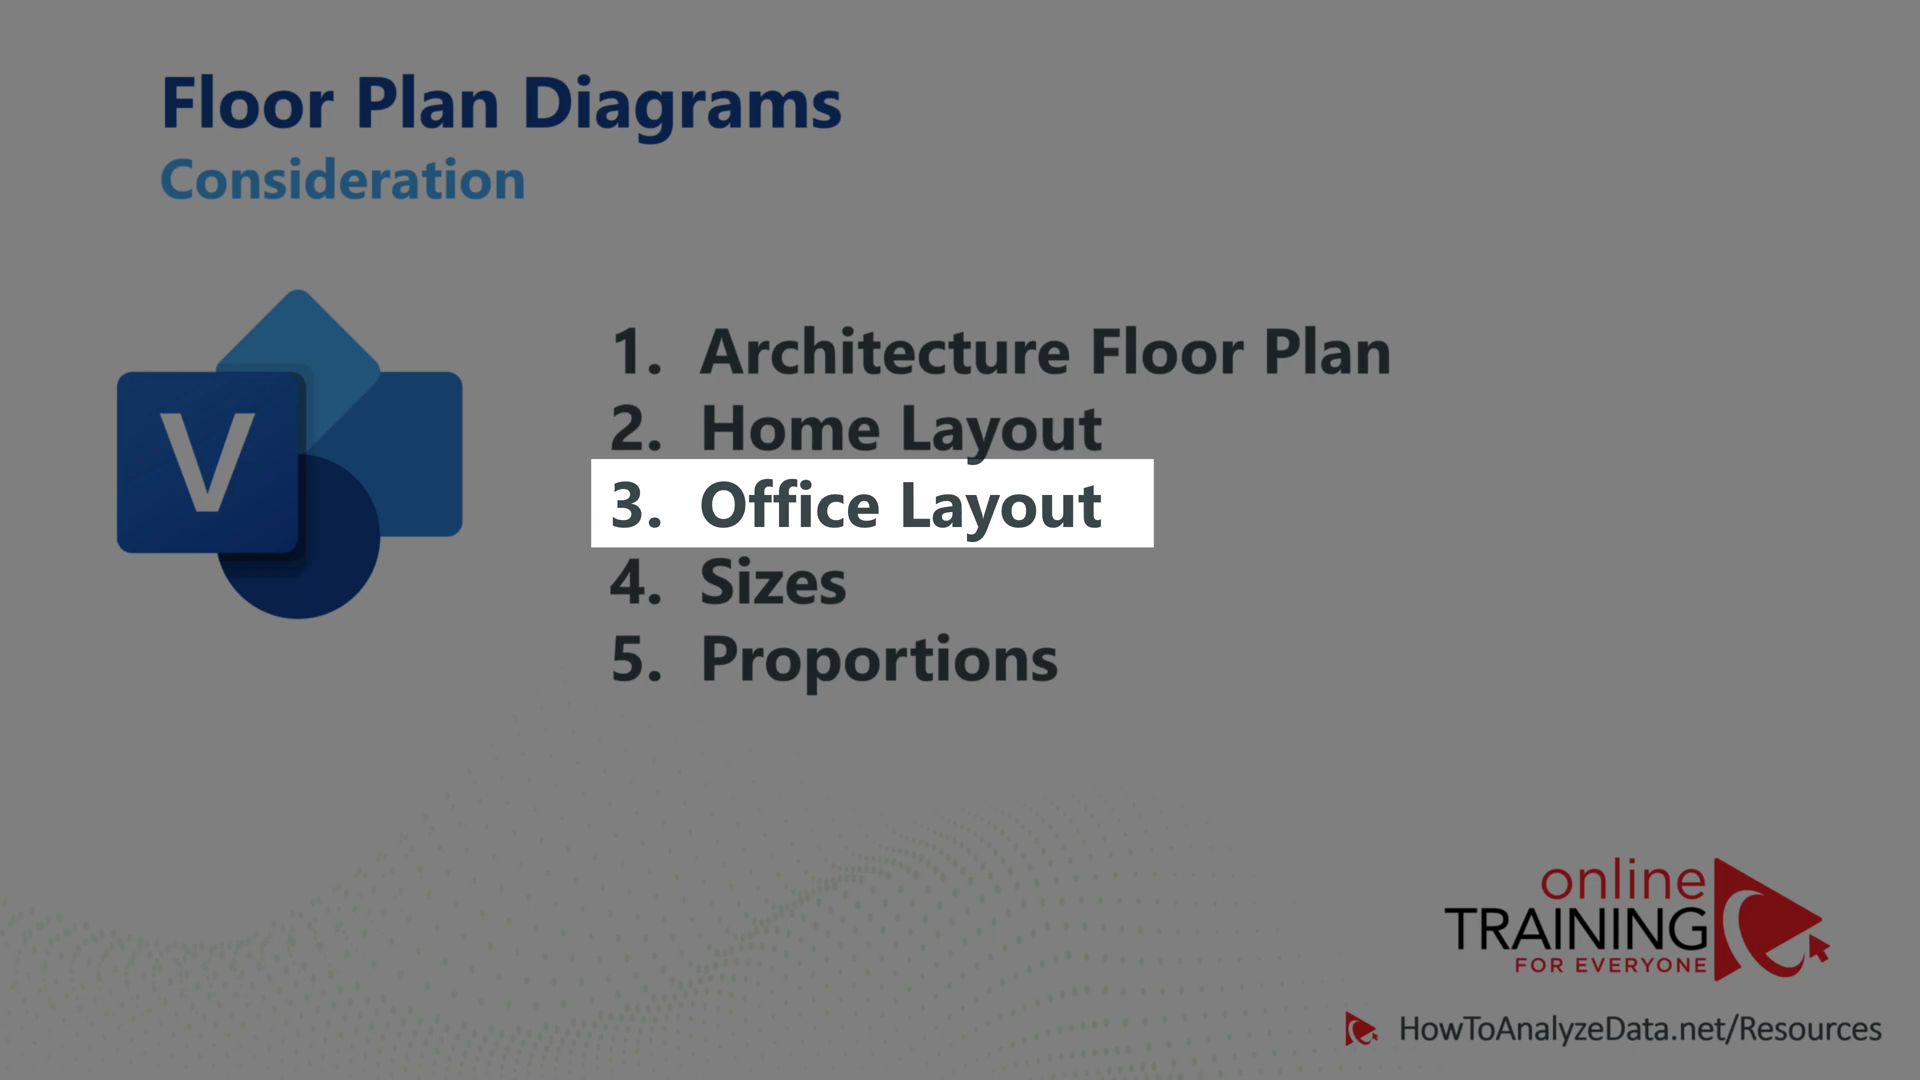 Floor Plan Diagrams
Consideration
V
1. Architecture Floor Plan
2. Home Layout
3. Office Layout
4. Sizes
5. Proportions
online
TRAINING
FOR EVERYONE
HowToAnalyzeData.net/Resources